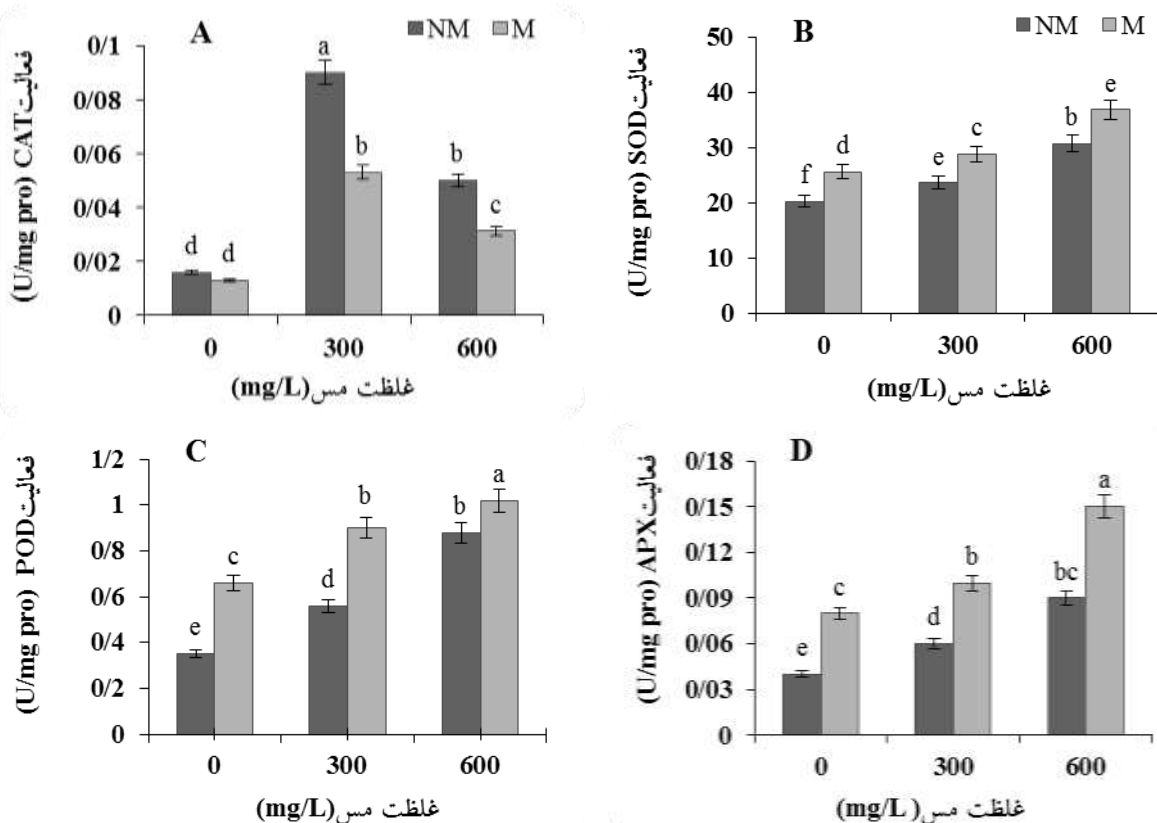 A
NM M
فعالیت CAT (U/mg pro)
0/1
0/08
0/06
0/04
0/02
0
a
b
b
c
d
d
0 300 600
غلظت مس(mg/L)
B
NM M
فعالیت SOD (U/mg pro)
50
40
30
20
10
0
f
d
e
c
b
e
0 300 600
غلظت مس(mg/L)
C
فعالیت POD (U/mg pro)
1/2
1
0/8
0/6
0/4
0/2
0
e
c
d
b
b
a
0 300 600
غلظت مس(mg/L)
D
فعالیت APX (U/mg pro)
0/18
0/15
0/12
0/09
0/06
0/03
0
e
c
d
b
bc
a
0 300 600
غلظت مس(mg/L)